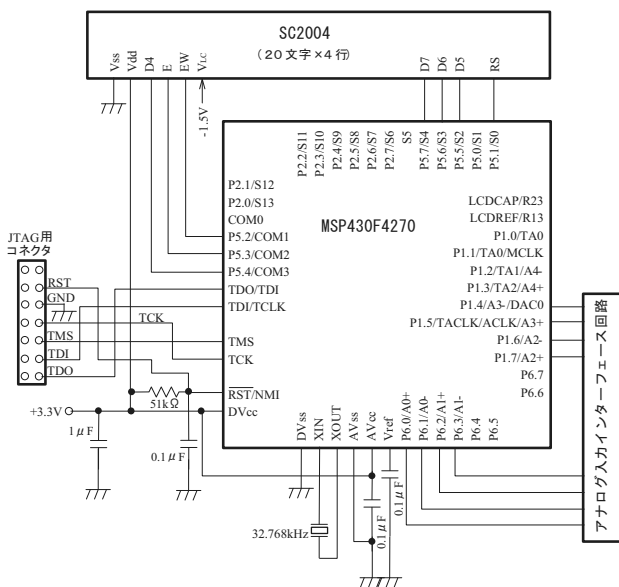 SC2004
(20文字×4行)
Vss
Vdd
D4
E
EW
VLC
D7
D6
D5
RS
-1.5V
P2.2/S11
P2.3/S10
P2.4/S9
P2.5/S8
P2.6/S7
P2.7/S6
S5
P5.7/S4
P5.6/S3
P5.5/S2
P5.0/S1
P5.1/S0
P2.1/S12
P2.0/S13
COM0
P5.2/COM1
P5.3/COM2
P5.4/COM3
TDO/TDI
TDI/TCLK
TMS
TCK
RST/NMI
DVcc
MSP430F4270
LCDCAP/R23
LCDREF/R13
P1.0/TA0
P1.1/TA0/MCLK
P1.2/TA1/A4-
P1.3/TA2/A4+
P1.4/A3-/DAC0
P1.5/TACLK/ACLK/A3+
P1.6/A2-
P1.7/A2+
P6.7
P6.6
DVss
XIN
XOUT
AVss
AVcc
Vref
P6.0/A0+
P6.1/A0-
P6.2/A1+
P6.3/A1-
P6.4
P6.5
JTAG用
コネクタ
RST
GND
TCK
TMS
TDI
TDO
+3.3V
51kΩ
1μF
0.1μF
32.768kHz
0.1μF
0.1μF
アナログ入力インターフェース回路